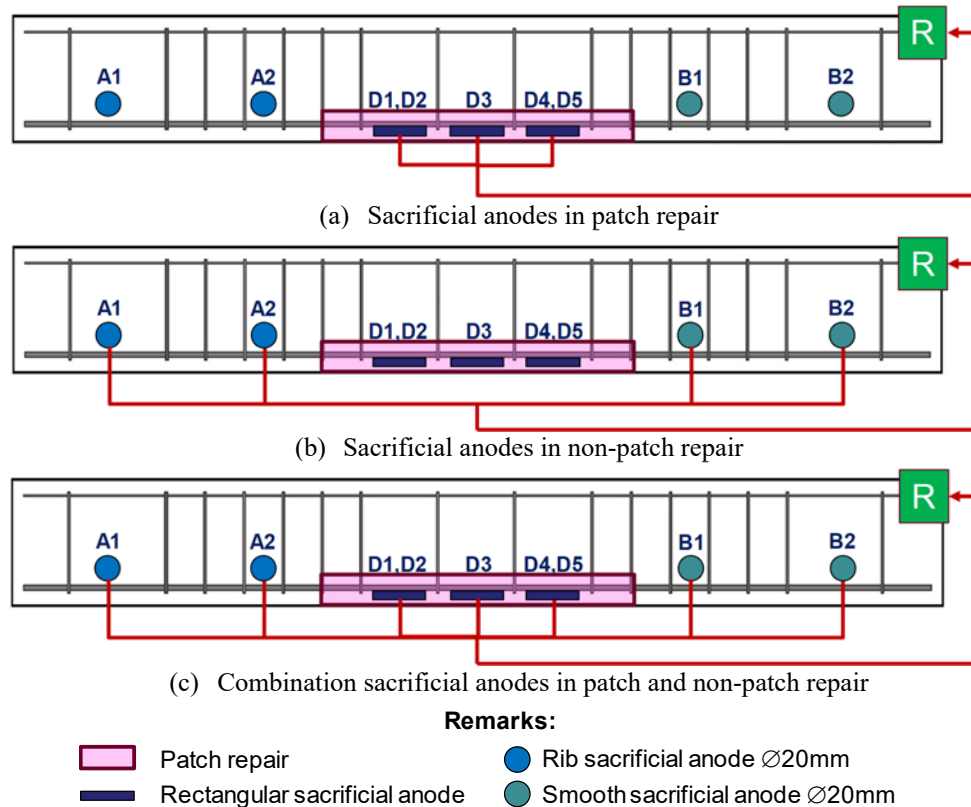 R
A1 A2 D1,D2 D3 D4,D5 B1 B2
(a) Sacrificial anodes in patch repair
R
A1 A2 D1,D2 D3 D4,D5 B1 B2
(b) Sacrificial anodes in non-patch repair
R
A1 A2 D1,D2 D3 D4,D5 B1 B2
(c) Combination sacrificial anodes in patch and non-patch repair
Remarks:
Patch repair Rib sacrificial anode ∅20mm
Rectangular sacrificial anode Smooth sacrificial anode ∅20mm